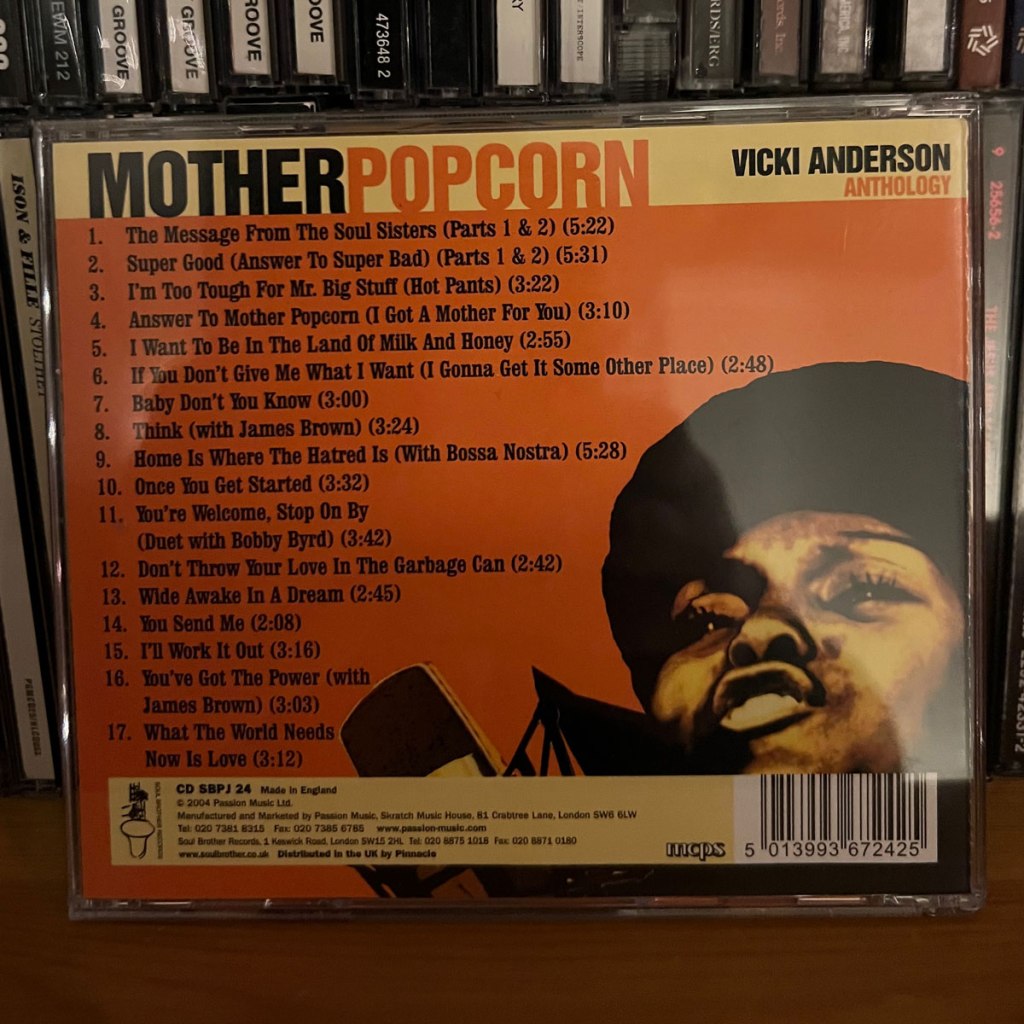 EWM 212
GROOVE
GROOVE
GROOVE
GROOVE
473648 2
INTERSCOPE
ISON & FILLE
9 25656-2
MOTHERPOPCORN
VICKI ANDERSON
ANTHOLOGY
1. The Message From The Soul Sisters (Parts 1 & 2) (5:22)
2. Super Good (Answer To Super Bad) (Parts 1 & 2) (5:31)
3. I'm Too Tough For Mr. Big Stuff (Hot Pants) (3:22)
4. Answer To Mother Popcorn (I Got A Mother For You) (3:10)
5. I Want To Be In The Land Of Milk And Honey (2:55)
6. If You Don't Give Me What I Want (I Gonna Get It Some Other Place) (2:48)
7. Baby Don't You Know (3:00)
8. Think (with James Brown) (3:24)
9. Home Is Where The Hatred Is (With Bossa Nostra) (5:28)
10. Once You Get Started (3:32)
11. You're Welcome, Stop On By
(Duet with Bobby Byrd) (3:42)
12. Don't Throw Your Love In The Garbage Can (2:42)
13. Wide Awake In A Dream (2:45)
14. You Send Me (2:08)
15. I'll Work It Out (3:16)
16. You've Got The Power (with
James Brown) (3:03)
17. What The World Needs
Now Is Love (3:12)
SOUL BROTHER RECORDS
CD SBPJ 24 Made in England
© 2004 Passion Music Ltd.
Manufactured and Marketed by Passion Music, Skratch Music House, 81 Crabtree Lane, London SW6 6LW
Tel: 020 7381 8315 Fax: 020 7385 6785 www.passion-music.com
Soul Brother Records, 1 Keswick Road, London SW15 2HL Tel: 020 8875 1018 Fax: 020 8871 0180
www.soulbrother.co.uk Distributed in the UK by Pinnacle
mcps
5 013993 672425